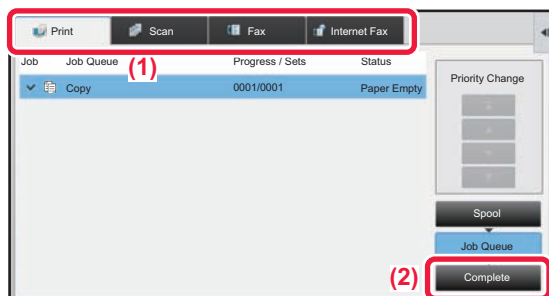 Print Scan Fax Internet Fax
Job Job Queue Progress / Sets Status
(1)
Copy 0001/0001 Paper Empty
Priority Change
Spool
Job Queue
(2) Complete